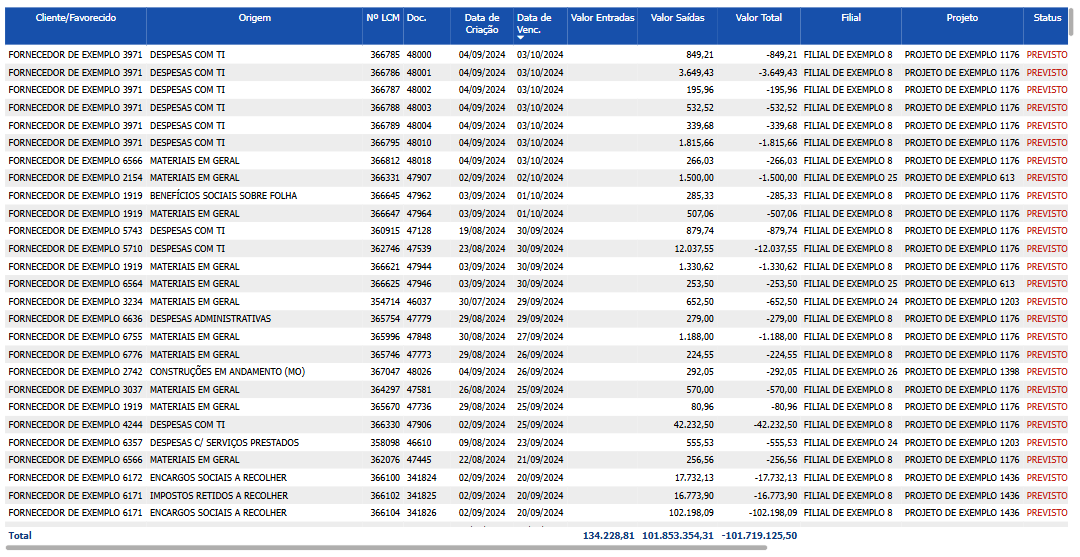 Cliente/Favorecido Origem Nº LCM Doc. Data de Criação Data de Venc. Valor Entradas Valor Saídas Valor Total Filial Projeto Status
FORNECEDOR DE EXEMPLO 3971 DESPESAS COM TI 366785 48000 04/09/2024 03/10/2024 849,21 -849,21 FILIAL DE EXEMPLO 8 PROJETO DE EXEMPLO 1176 PREVISTO
FORNECEDOR DE EXEMPLO 3971 DESPESAS COM TI 366786 48001 04/09/2024 03/10/2024 3.649,43 -3.649,43 FILIAL DE EXEMPLO 8 PROJETO DE EXEMPLO 1176 PREVISTO
FORNECEDOR DE EXEMPLO 3971 DESPESAS COM TI 366787 48002 04/09/2024 03/10/2024 195,96 -195,96 FILIAL DE EXEMPLO 8 PROJETO DE EXEMPLO 1176 PREVISTO
FORNECEDOR DE EXEMPLO 3971 DESPESAS COM TI 366788 48003 04/09/2024 03/10/2024 532,52 -532,52 FILIAL DE EXEMPLO 8 PROJETO DE EXEMPLO 1176 PREVISTO
FORNECEDOR DE EXEMPLO 3971 DESPESAS COM TI 366789 48004 04/09/2024 03/10/2024 339,68 -339,68 FILIAL DE EXEMPLO 8 PROJETO DE EXEMPLO 1176 PREVISTO
FORNECEDOR DE EXEMPLO 3971 DESPESAS COM TI 366795 48010 04/09/2024 03/10/2024 1.815,66 -1.815,66 FILIAL DE EXEMPLO 8 PROJETO DE EXEMPLO 1176 PREVISTO
FORNECEDOR DE EXEMPLO 6566 MATERIAIS EM GERAL 366812 48018 04/09/2024 03/10/2024 266,03 -266,03 FILIAL DE EXEMPLO 8 PROJETO DE EXEMPLO 1176 PREVISTO
FORNECEDOR DE EXEMPLO 2154 MATERIAIS EM GERAL 366331 47907 02/09/2024 02/10/2024 1.500,00 -1.500,00 FILIAL DE EXEMPLO 25 PROJETO DE EXEMPLO 613 PREVISTO
FORNECEDOR DE EXEMPLO 1919 BENEFÍCIOS SOCIAIS SOBRE FOLHA 366645 47962 03/09/2024 01/10/2024 285,33 -285,33 FILIAL DE EXEMPLO 8 PROJETO DE EXEMPLO 1176 PREVISTO
FORNECEDOR DE EXEMPLO 1919 MATERIAIS EM GERAL 366647 47964 03/09/2024 01/10/2024 507,06 -507,06 FILIAL DE EXEMPLO 8 PROJETO DE EXEMPLO 1176 PREVISTO
FORNECEDOR DE EXEMPLO 5743 DESPESAS COM TI 360915 47128 19/08/2024 30/09/2024 879,74 -879,74 FILIAL DE EXEMPLO 8 PROJETO DE EXEMPLO 1176 PREVISTO
FORNECEDOR DE EXEMPLO 5710 DESPESAS COM TI 362746 47539 23/08/2024 30/09/2024 12.037,55 -12.037,55 FILIAL DE EXEMPLO 8 PROJETO DE EXEMPLO 1176 PREVISTO
FORNECEDOR DE EXEMPLO 1919 MATERIAIS EM GERAL 366621 47944 03/09/2024 30/09/2024 1.330,62 -1.330,62 FILIAL DE EXEMPLO 8 PROJETO DE EXEMPLO 1176 PREVISTO
FORNECEDOR DE EXEMPLO 6564 MATERIAIS EM GERAL 366625 47946 03/09/2024 30/09/2024 253,50 -253,50 FILIAL DE EXEMPLO 25 PROJETO DE EXEMPLO 613 PREVISTO
FORNECEDOR DE EXEMPLO 3234 MATERIAIS EM GERAL 354714 46037 30/07/2024 29/09/2024 652,50 -652,50 FILIAL DE EXEMPLO 24 PROJETO DE EXEMPLO 1203 PREVISTO
FORNECEDOR DE EXEMPLO 6636 DESPESAS ADMINISTRATIVAS 365754 47779 29/08/2024 29/09/2024 279,00 -279,00 FILIAL DE EXEMPLO 8 PROJETO DE EXEMPLO 1176 PREVISTO
FORNECEDOR DE EXEMPLO 6755 MATERIAIS EM GERAL 365996 47848 30/08/2024 27/09/2024 1.188,00 -1.188,00 FILIAL DE EXEMPLO 8 PROJETO DE EXEMPLO 1176 PREVISTO
FORNECEDOR DE EXEMPLO 6776 MATERIAIS EM GERAL 365746 47773 29/08/2024 26/09/2024 224,55 -224,55 FILIAL DE EXEMPLO 8 PROJETO DE EXEMPLO 1176 PREVISTO
FORNECEDOR DE EXEMPLO 2742 CONSTRUÇÕES EM ANDAMENTO (MO) 367047 48026 04/09/2024 26/09/2024 292,05 -292,05 FILIAL DE EXEMPLO 26 PROJETO DE EXEMPLO 1398 PREVISTO
FORNECEDOR DE EXEMPLO 3037 MATERIAIS EM GERAL 364297 47581 26/08/2024 25/09/2024 570,00 -570,00 FILIAL DE EXEMPLO 8 PROJETO DE EXEMPLO 1176 PREVISTO
FORNECEDOR DE EXEMPLO 1919 MATERIAIS EM GERAL 365670 47736 29/08/2024 25/09/2024 80,96 -80,96 FILIAL DE EXEMPLO 8 PROJETO DE EXEMPLO 1176 PREVISTO
FORNECEDOR DE EXEMPLO 4244 DESPESAS COM TI 366330 47906 02/09/2024 25/09/2024 42.232,50 -42.232,50 FILIAL DE EXEMPLO 8 PROJETO DE EXEMPLO 1176 PREVISTO
FORNECEDOR DE EXEMPLO 6357 DESPESAS C/ SERVIÇOS PRESTADOS 358098 46610 09/08/2024 23/09/2024 555,53 -555,53 FILIAL DE EXEMPLO 24 PROJETO DE EXEMPLO 1203 PREVISTO
FORNECEDOR DE EXEMPLO 6566 MATERIAIS EM GERAL 362076 47445 22/08/2024 21/09/2024 256,56 -256,56 FILIAL DE EXEMPLO 8 PROJETO DE EXEMPLO 1176 PREVISTO
FORNECEDOR DE EXEMPLO 6172 ENCARGOS SOCIAIS A RECOLHER 366100 341824 02/09/2024 20/09/2024 17.732,13 -17.732,13 FILIAL DE EXEMPLO 8 PROJETO DE EXEMPLO 1436 PREVISTO
FORNECEDOR DE EXEMPLO 6171 IMPOSTOS RETIDOS A RECOLHER 366102 341825 02/09/2024 20/09/2024 16.773,90 -16.773,90 FILIAL DE EXEMPLO 8 PROJETO DE EXEMPLO 1436 PREVISTO
FORNECEDOR DE EXEMPLO 6171 ENCARGOS SOCIAIS A RECOLHER 366104 341826 02/09/2024 20/09/2024 102.198,09 -102.198,09 FILIAL DE EXEMPLO 8 PROJETO DE EXEMPLO 1436 PREVISTO
Total 134.228,81 101.853.354,31 -101.719.125,50